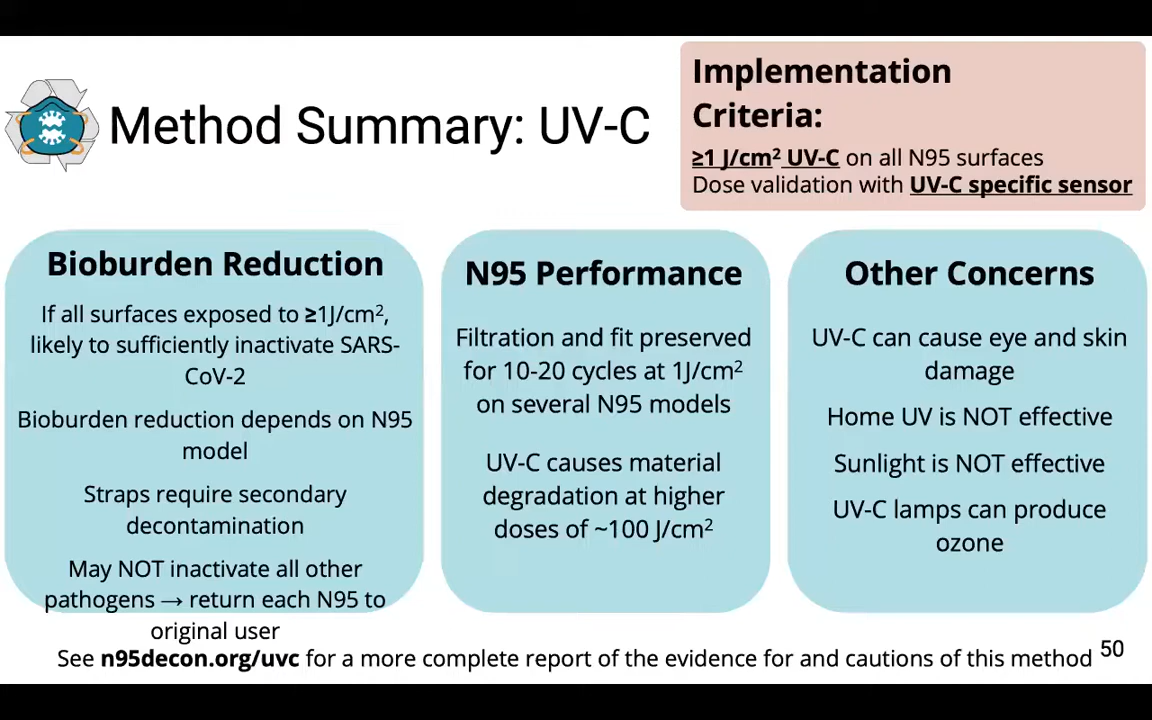 Method Summary: UV-C
Implementation
Criteria:
≥1 J/cm² UV-C on all N95 surfaces
Dose validation with UV-C specific sensor
Bioburden Reduction
If all surfaces exposed to ≥1J/cm²,
likely to sufficiently inactivate SARS-
CoV-2
Bioburden reduction depends on N95
model
Straps require secondary
decontamination
May NOT inactivate all other
pathogens → return each N95 to
original user
N95 Performance
Filtration and fit preserved
for 10-20 cycles at 1J/cm²
on several N95 models
UV-C causes material
degradation at higher
doses of ~100 J/cm²
Other Concerns
UV-C can cause eye and skin
damage
Home UV is NOT effective
Sunlight is NOT effective
UV-C lamps can produce
ozone
See n95decon.org/uvc for a more complete report of the evidence for and cautions of this method
50